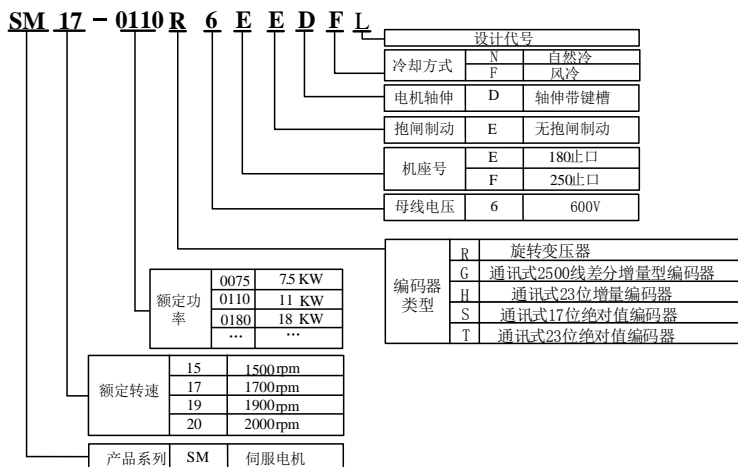 SM 17 - 0110 R 6 E E D F L
设计代号
冷却方式 N 自然冷
F 风冷
电机轴伸 D 轴伸带键槽
抱闸制动 E 无抱闸制动
机座号 E 180止口
F 250止口
母线电压 6 600V
编码器类型 R 旋转变压器
G 通讯式2500线差分增量型编码器
H 通讯式23位增量编码器
S 通讯式17位绝对值编码器
T 通讯式23位绝对值编码器
额定功率 0075 7.5 KW
0110 11 KW
0180 18 KW
... ...
额定转速 15 1500rpm
17 1700rpm
19 1900rpm
20 2000rpm
产品系列 SM 伺服电机